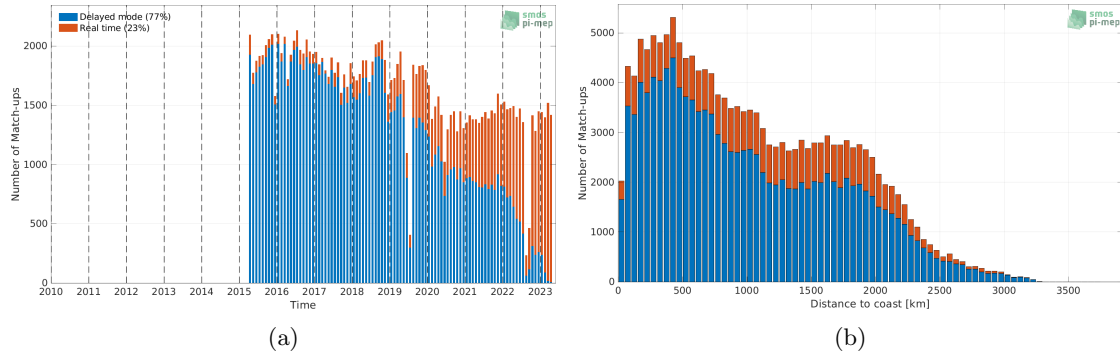 Delayed mode (77%)
Real time (23%)
smos
pi-mep
Number of Match-ups
2000
1500
1000
500
0
2010 2011 2012 2013 2014 2015 2016 2017 2018 2019 2020 2021 2022 2023
Time
(a)
smos
pi-mep
Number of Match-ups
5000
4000
3000
2000
1000
0
0 500 1000 1500 2000 2500 3000 3500
Distance to coast [km]
(b)